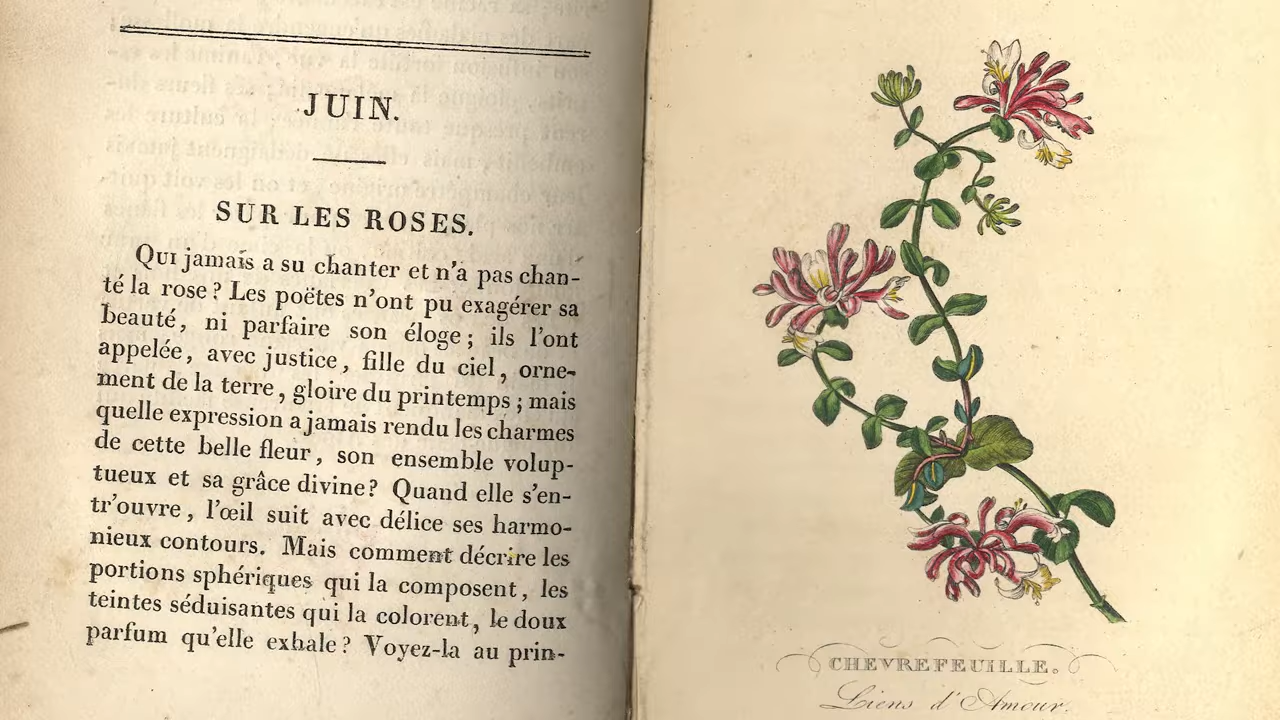 JUIN.
SUR LES ROSES.
Qui jamais a su chanter et n'a pas chan-
té la rose ? Les poëtes n'ont pu exagérer sa
beauté, ni parfaire son éloge ; ils l'ont
appelée, avec justice, fille du ciel, orne-
ment de la terre, gloire du printemps ; mais
quelle expression a jamais rendu les charmes
de cette belle fleur, son ensemble volup-
tueux et sa grâce divine ? Quand elle s'en-
tr'ouvre, l'œil suit avec délice ses harmo-
nieux contours. Mais comment décrire les
portions sphériques qui la composent, les
teintes séduisantes qui la colorent, le doux
parfum qu'elle exhale ? Voyez-la au prin-
CHEVREFEUILLE.
Liens d'Amour.